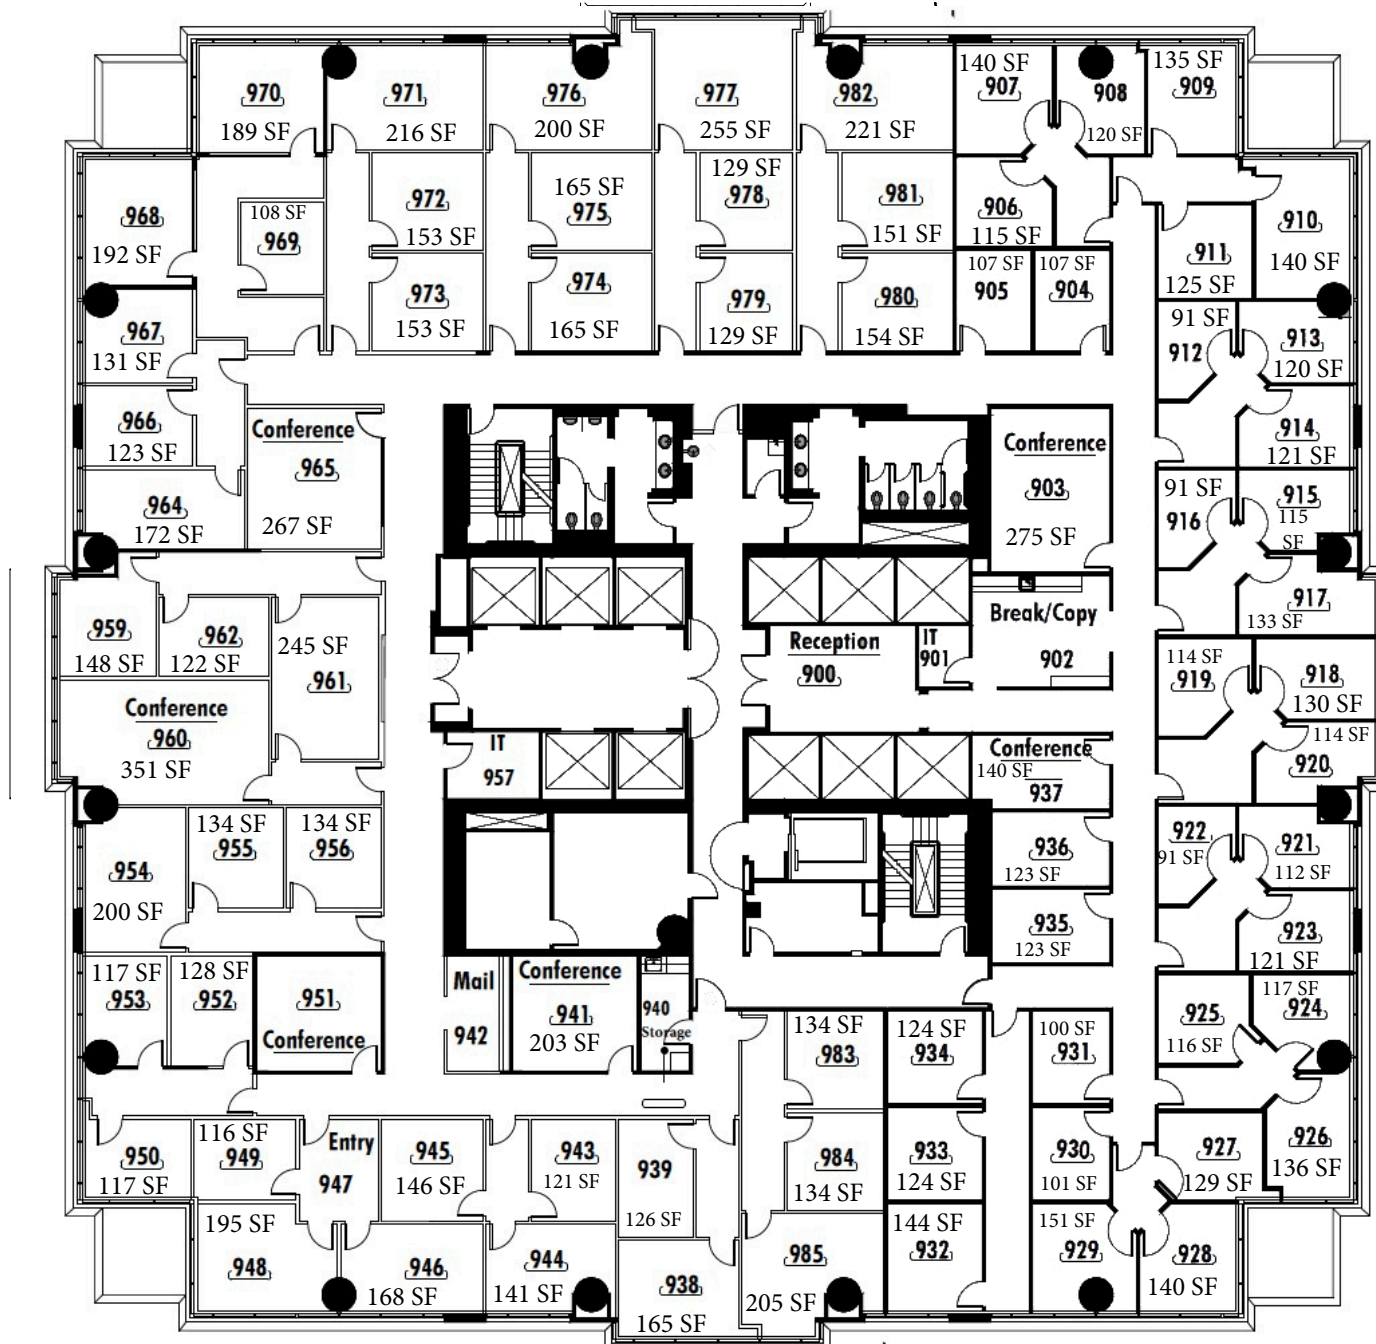 970
189 SF
971
216 SF
976
200 SF
977
255 SF
982
221 SF
140 SF
907
908
120 SF
135 SF
909
968
192 SF
108 SF
969
972
153 SF
165 SF
975
129 SF
978
981
151 SF
906
115 SF
911
125 SF
910
140 SF
967
131 SF
973
153 SF
974
165 SF
979
129 SF
980
154 SF
107 SF
905
107 SF
904
91 SF
912
913
120 SF
966
123 SF
Conference
965
267 SF
Conference
903
275 SF
914
121 SF
964
172 SF
91 SF
916
915
115
SF
959
148 SF
962
122 SF
245 SF
961
Reception
900
IT
901
Break/Copy
902
917
133 SF
114 SF
919
918
130 SF
Conference
960
351 SF
IT
957
Conference
140 SF
937
114 SF
920
954
200 SF
134 SF
955
134 SF
956
936
123 SF
922
91 SF
921
112 SF
935
123 SF
923
121 SF
117 SF
953
128 SF
952
951
Conference
Mail
942
Conference
941
203 SF
940
Storage
134 SF
983
124 SF
934
100 SF
931
925
116 SF
117 SF
924
950
117 SF
116 SF
949
Entry
947
945
146 SF
943
121 SF
939
126 SF
984
134 SF
933
124 SF
930
101 SF
927
129 SF
926
136 SF
195 SF
948
946
168 SF
944
141 SF
938
165 SF
985
205 SF
144 SF
932
151 SF
929
928
140 SF